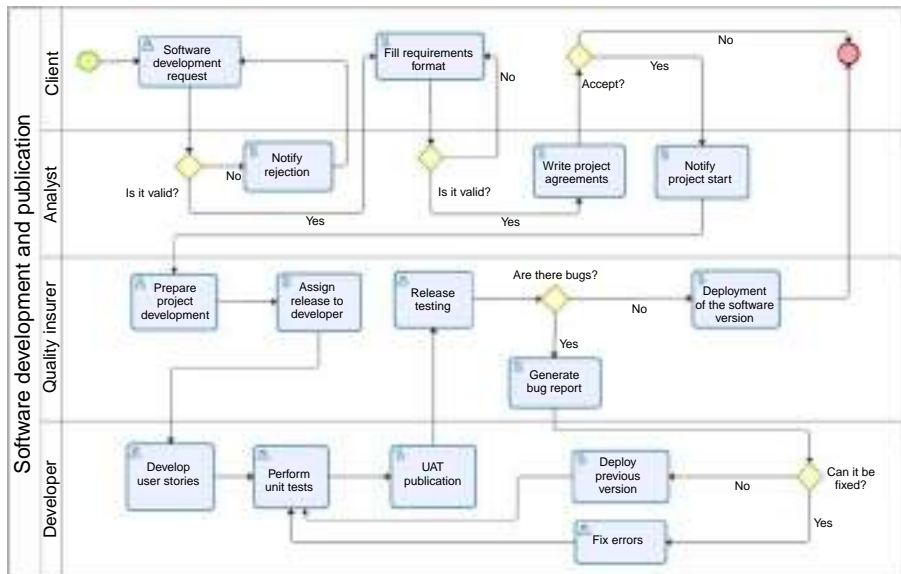 Software development and publication
Client
Software
development
request
Fill requirements
format
No
Accept?
Yes
No
Analyst
Is it valid?
No
Notify
rejection
Yes
Is it valid?
Yes
Write project
agreements
Notify
project start
Quality insurer
Prepare
project
development
Assign
release to
developer
Release
testing
Are there bugs?
No
Yes
Deployment
of the software
version
Generate
bug report
Developer
Develop
user stories
Perform
unit tests
UAT
publication
Deploy
previous
version
No
Can it be
fixed?
Yes
Fix errors